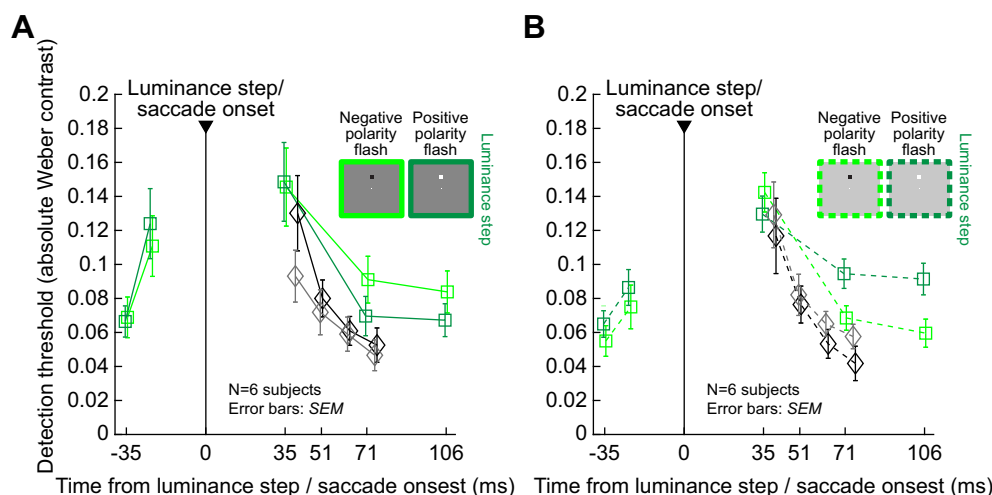 A
B
Detection threshold (absolute Weber contrast)
Luminance step/
saccade onset
0.2
0.18
0.16
0.14
0.12
0.1
0.08
0.06
0.04
0.02
0
Negative
polarity
flash
Positive
polarity
flash
Luminance step
N=6 subjects
Error bars: SEM
-35
0
35
51
71
106
Time from luminance step / saccade onsest (ms)
Luminance step/
saccade onset
0.2
0.18
0.16
0.14
0.12
0.1
0.08
0.06
0.04
0.02
0
Negative
polarity
flash
Positive
polarity
flash
Luminance step
N=6 subjects
Error bars: SEM
-35
0
35
51
71
106
Time from luminance step / saccade onsest (ms)